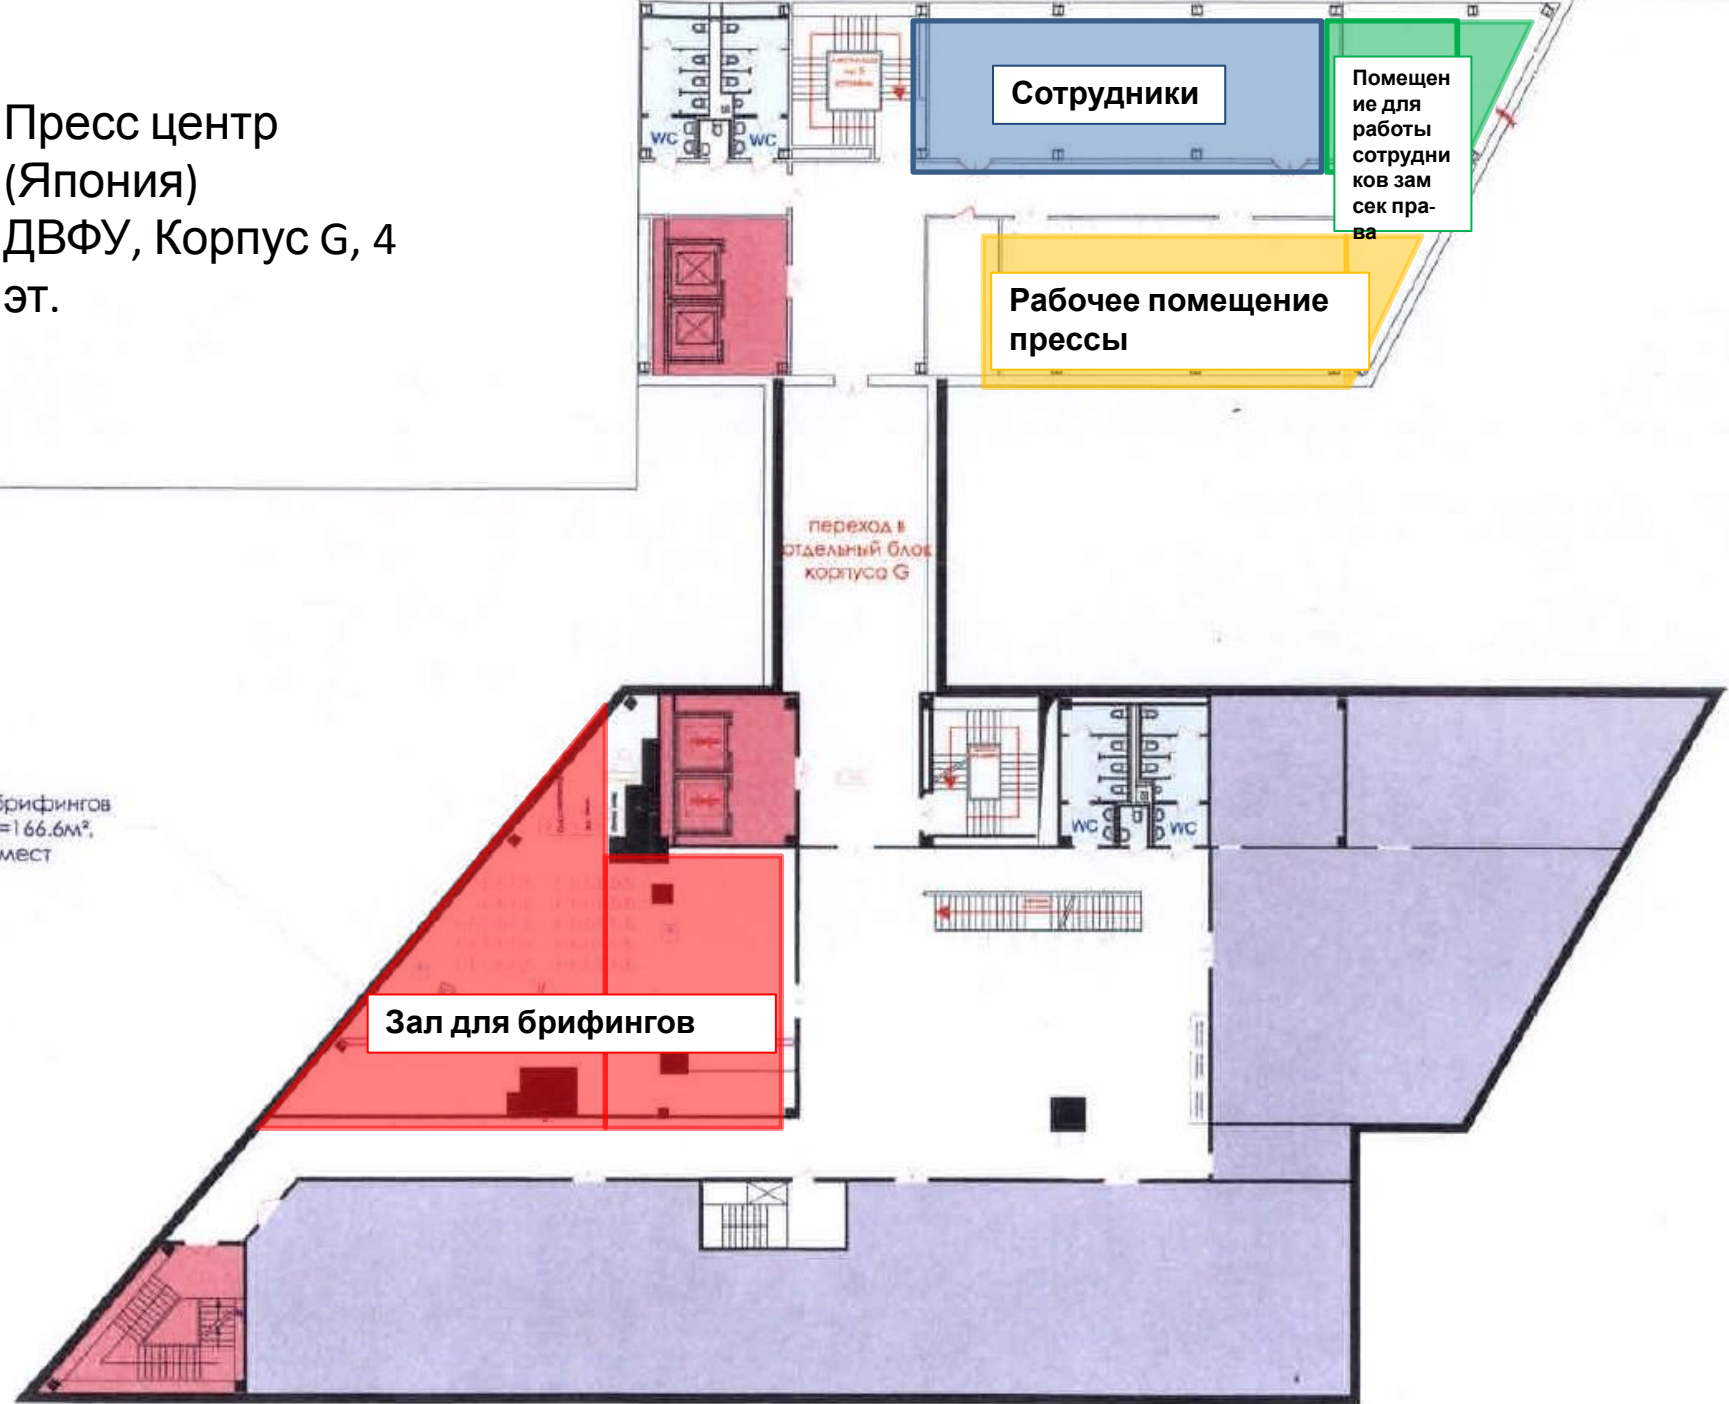 Пресс центр
(Япония)
ДВФУ, Корпус G, 4
эт.
Сотрудники
Помещен
ие для
работы
сотрудни
ков зам
сек пра-
ва
WC
WC
Рабочее помещение
прессы
переход в
отдельный блок
корпуса G
брифингов
=166.6м²,
мест
WC
WC
Зал для брифингов